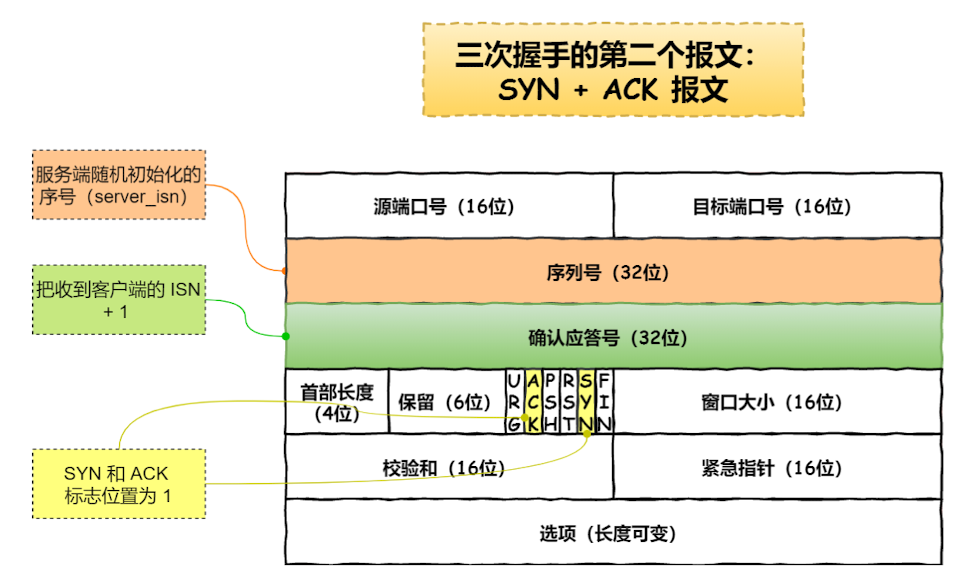 三次握手的第二个报文：
SYN + ACK 报文
服务端随机初始化的
序号（server_isn）
源端口号（16位）
目标端口号（16位）
序列号（32位）
把收到客户端的 ISN
+ 1
确认应答号（32位）
首部长度
（4位）
保留（6位）
URG
ACK
PSH
RST
SYN
FIN
窗口大小（16位）
SYN 和 ACK
标志位置为 1
校验和（16位）
紧急指针（16位）
选项（长度可变）